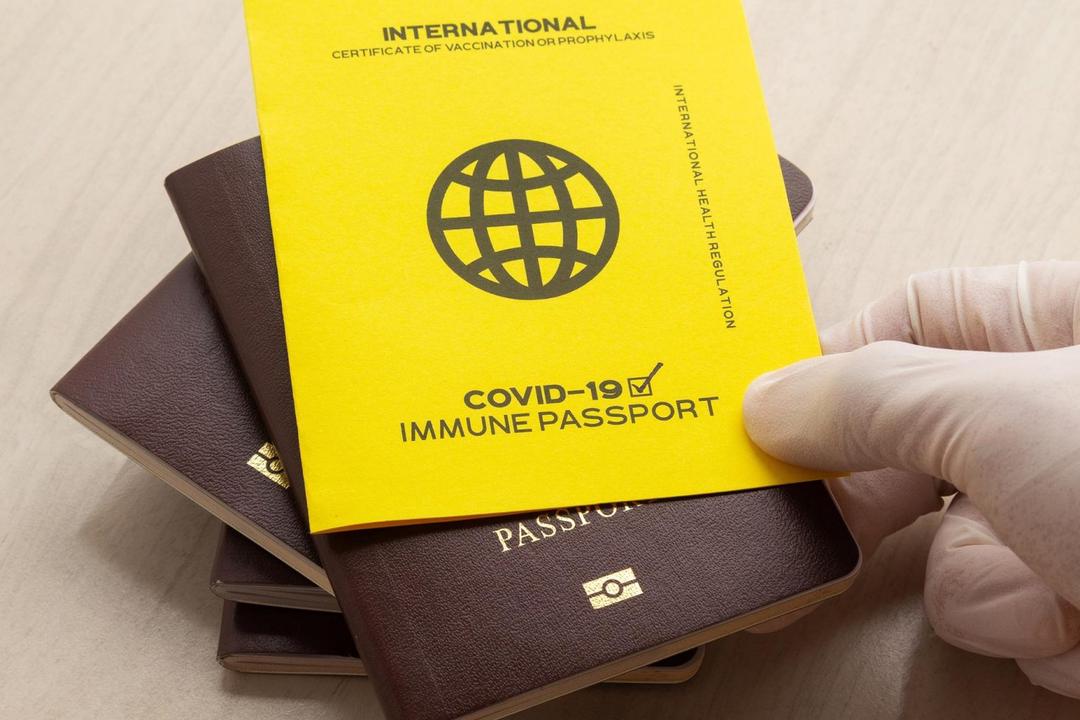 INTERNATIONAL
CERTIFICATE OF VACCINATION OR PROPHYLAXIS
INTERNATIONAL HEALTH REGULATION
COVID-19
IMMUNE PASSPORT